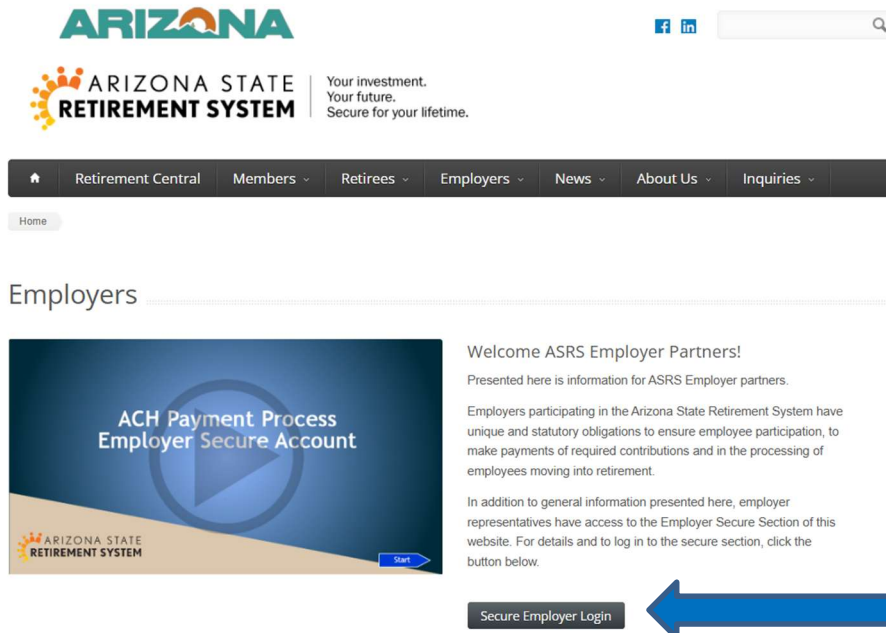 ARIZONA
ARIZONA STATE
RETIREMENT SYSTEM
Your investment.
Your future.
Secure for your lifetime.
Retirement Central Members Retirees Employers News About Us Inquiries
Home
Employers
ACH Payment Process
Employer Secure Account
ARIZONA STATE
RETIREMENT SYSTEM
Start
Welcome ASRS Employer Partners!
Presented here is information for ASRS Employer partners.
Employers participating in the Arizona State Retirement System have
unique and statutory obligations to ensure employee participation, to
make payments of required contributions and in the processing of
employees moving into retirement.
In addition to general information presented here, employer
representatives have access to the Employer Secure Section of this
website. For details and to log in to the secure section, click the
button below.
Secure Employer Login